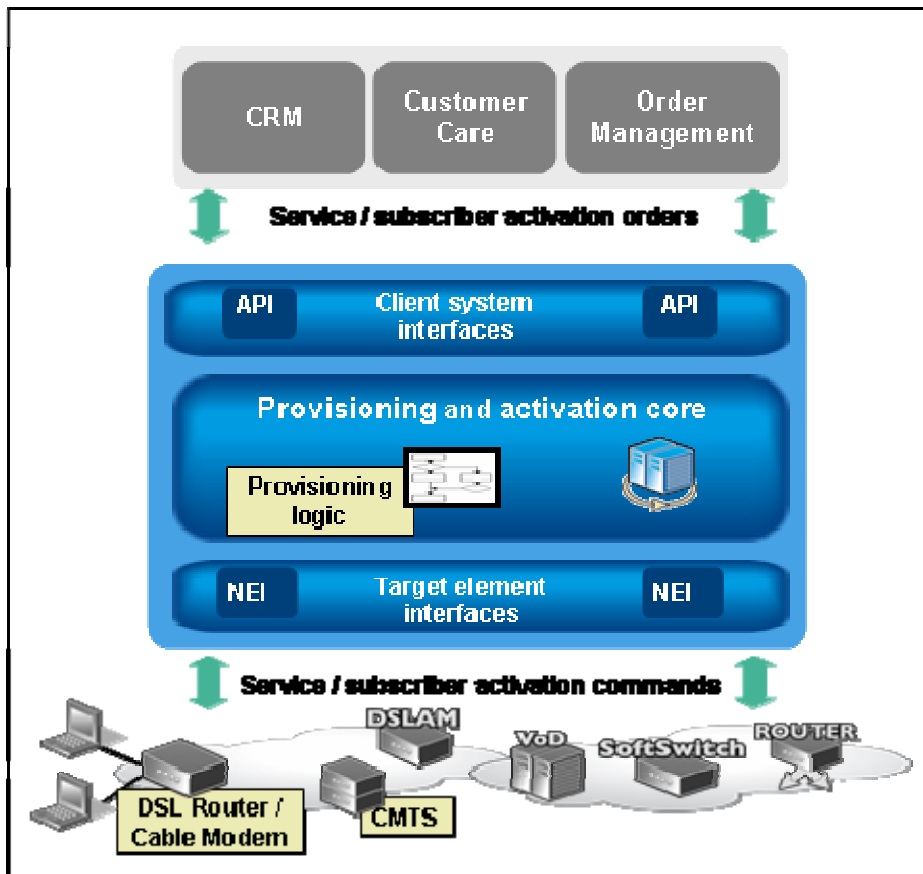 CRM
Customer
Care
Order
Management
Service / subscriber activation orders
API
Client system
interfaces
API
Provisioning and activation core
Provisioning
logic
NEI
Target element
interfaces
NEI
Service / subscriber activation commands
DSLAM
VoD
SoftSwitch
ROUTER
DSL Router /
Cable Modem
CMTS